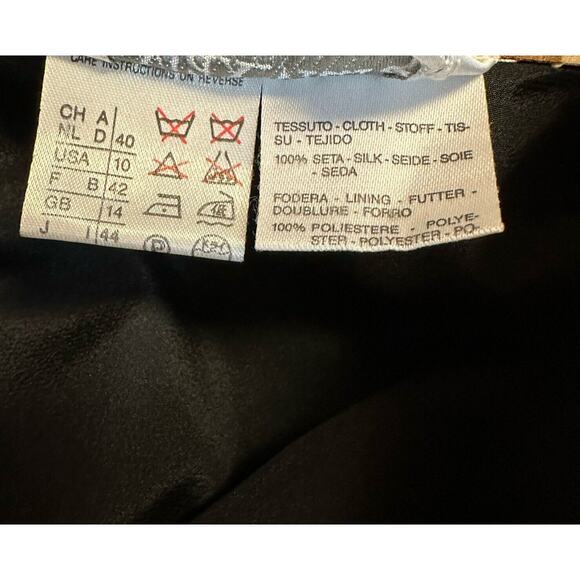 CARE INSTRUCTIONS ON REVERSE
CH A
NL D 40
USA 10
F B 42
GB 14
J I 44
P
TESSUTO - CLOTH - STOFF - TIS-
SU - TEJIDO
100% SETA - SILK - SEIDE - SOIE
- SEDA
FODERA - LINING - FUTTER -
DOUBLURE - FORRO
100% POLIESTERE - POLYE-
STER - POLYESTER - PO-